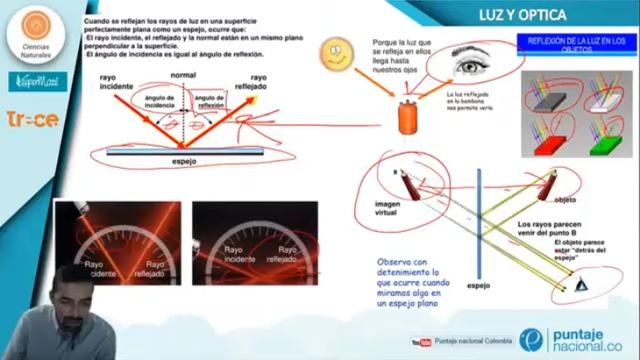 LUZ Y OPTICA
Ciencias
Naturales
Tr ce
Cuando se reflejan los rayos de luz en una superficie
perfectamente plana como un espejo, ocurre que:
- El rayo incidente, el reflejado y la normal están en un mismo plano
perpendicular a la superficie.
- El ángulo de incidencia es igual al ángulo de reflexión.
rayo
incidente
normal
rayo
reflejado
ángulo de
incidencia
ángulo de
reflexión
espejo
Porque la luz que
se refleja en ellos
llega hasta
nuestros ojos
La luz reflejada
en la bombona
nos permite verla
REFLEXIÓN DE LA LUZ EN LOS
OBJETOS
B
imagen
virtual
objeto
Los rayos parecen
venir del punto B
El objeto parece
estar "detrás del
espejo"
espejo
Observa con
detenimiento lo
que ocurre cuando
miramos algo en
un espejo plano
Rayo
Rayo
reflejado
Rayo
incidente
Rayo
reflejado
You Tube Puntaje nacional Colombia
puntaje
nacional.co